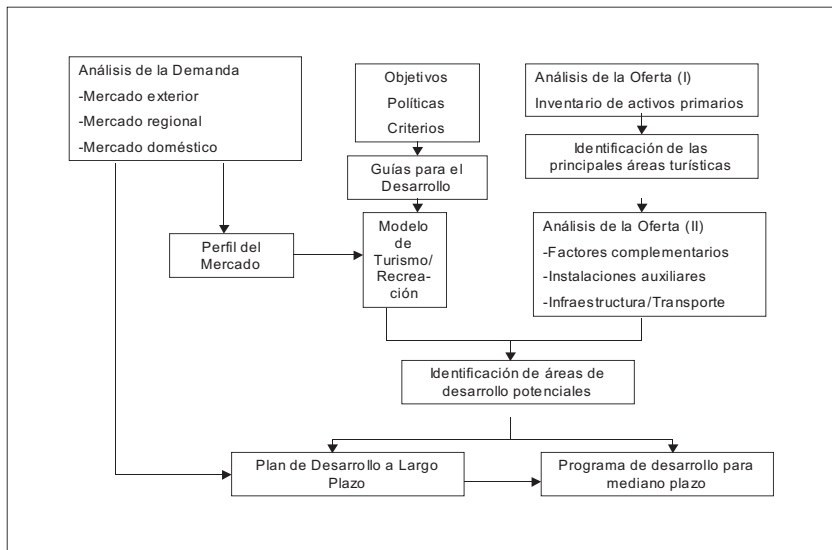 Análisis de la Demanda
-Mercado exterior
-Mercado regional
-Mercado doméstico
Objetivos
Políticas
Criterios
Análisis de la Oferta (I)
Inventario de activos primarios
Identificación de las
principales áreas turísticas
Guías para el
Desarrollo
Perfil del
Mercado
Modelo
de
Turismo/
Recrea-
ción
Análisis de la Oferta (II)
-Factores complementarios
-Instalaciones auxiliares
-Infraestructura/Transporte
Identificación de áreas de
desarrollo potenciales
Plan de Desarrollo a Largo
Plazo
Programa de desarrollo para
mediano plazo